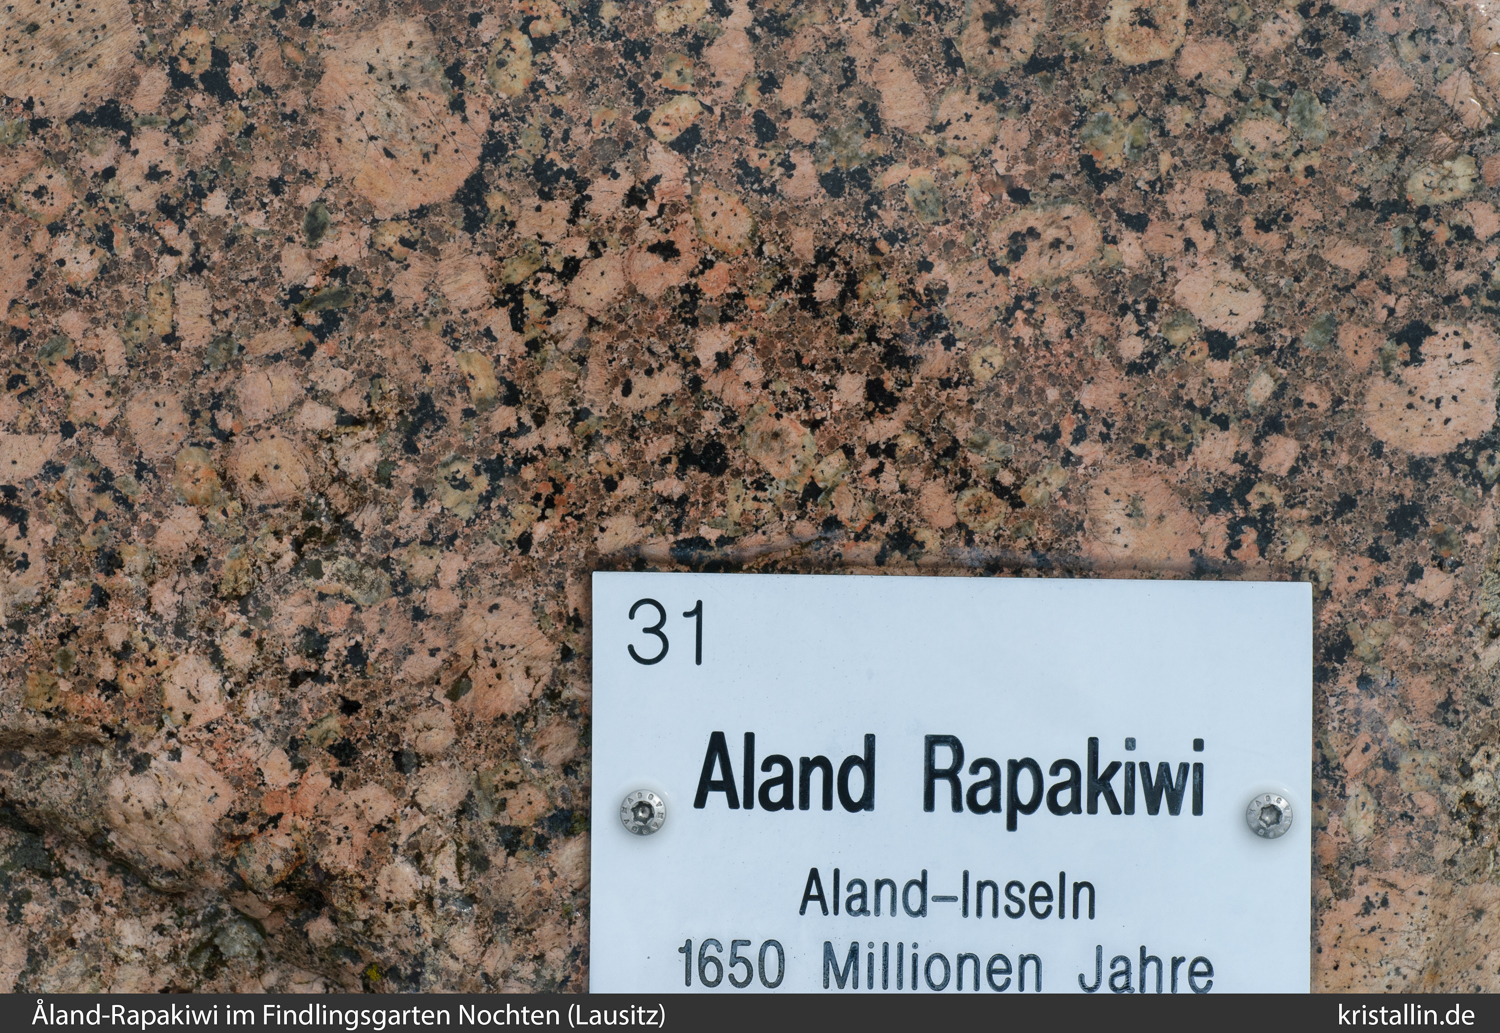 31
Aland Rapakiwi
Aland-Inseln
1650 Millionen Jahre
Åland-Rapakiwi im Findlingsgarten Nochten (Lausitz)
kristallin.de